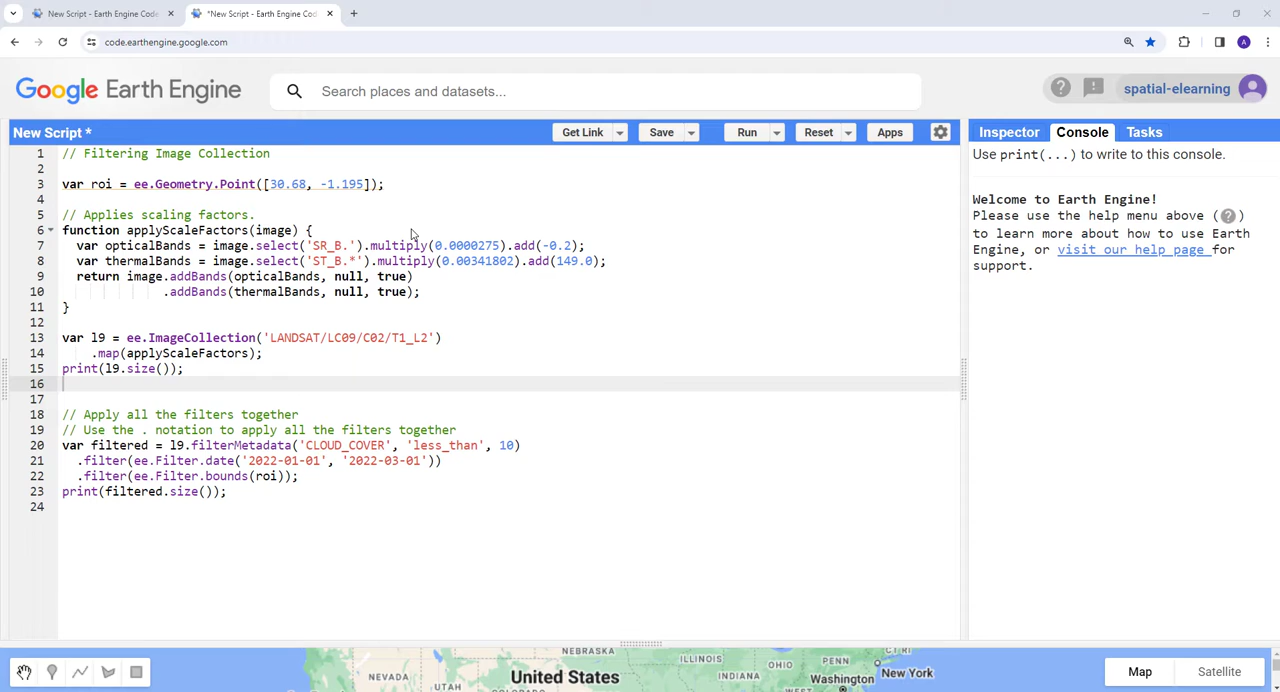 New Script - Earth Engine Cod
*New Script - Earth Engine Cod
code.earthengine.google.com
A
Google Earth Engine
Search places and datasets...
spatial-elearning
New Script *
Get Link
Save
Run
Reset
Apps
Inspector
Console
Tasks
1 // Filtering Image Collection
2
3 var roi = ee.Geometry.Point([30.68, -1.195]);
4
5 // Applies scaling factors.
6 function applyScaleFactors(image) {
7 var opticalBands = image.select('SR_B.').multiply(0.0000275).add(-0.2);
8 var thermalBands = image.select('ST_B.*').multiply(0.00341802).add(149.0);
9 return image.addBands(opticalBands, null, true)
10 .addBands(thermalBands, null, true);
11 }
12
13 var l9 = ee.ImageCollection('LANDSAT/LC09/C02/T1_L2')
14 .map(applyScaleFactors);
15 print(l9.size());
16
17
18 // Apply all the filters together
19 // Use the . notation to apply all the filters together
20 var filtered = l9.filterMetadata('CLOUD_COVER', 'less_than', 10)
21 .filter(ee.Filter.date('2022-01-01', '2022-03-01'))
22 .filter(ee.Filter.bounds(roi));
23 print(filtered.size());
24
Use print(...) to write to this console.
Welcome to Earth Engine!
Please use the help menu above (?)
to learn more about how to use Earth
Engine, or visit our help page for
support.
NEBRASKA
ILLINOIS
OHIO
PENN
New York
NEVADA
UTAH
United States
INDIANA
Washington
Map
Satellite